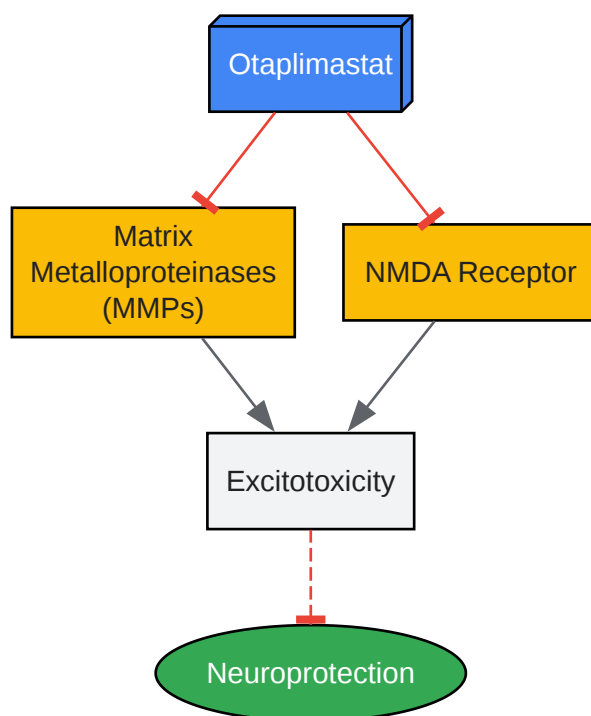 Otaplimastat
Matrix
Metalloproteinases
(MMPs)
NMDA Receptor
Excitotoxicity
Neuroprotection